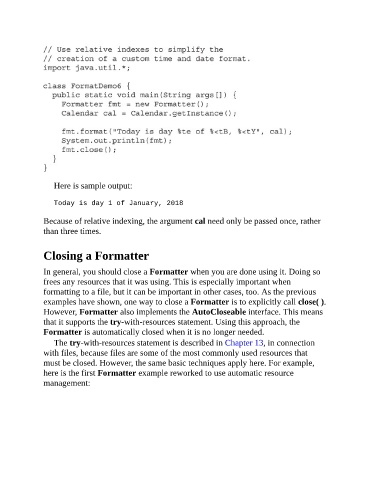 // Use relative indexes to simplify the
// creation of a custom time and date format.
import java.util.*;
class FormatDemo6 {
public static void main(String args[]) {
Formatter fmt = new Formatter();
Calendar cal = Calendar.getInstance();
fmt.format("Today is day %te of %<tB, %<tY", cal);
System.out.println(fmt);
fmt.close();
}
}
Here is sample output:
Today is day 1 of January, 2018
Because of relative indexing, the argument cal need only be passed once, rather
than three times.
Closing a Formatter
In general, you should close a Formatter when you are done using it. Doing so
frees any resources that it was using. This is especially important when
formatting to a file, but it can be important in other cases, too. As the previous
examples have shown, one way to close a Formatter is to explicitly call close( ).
However, Formatter also implements the AutoCloseable interface. This means
that it supports the try-with-resources statement. Using this approach, the
Formatter is automatically closed when it is no longer needed.
The try-with-resources statement is described in Chapter 13, in connection
with files, because files are some of the most commonly used resources that
must be closed. However, the same basic techniques apply here. For example,
here is the first Formatter example reworked to use automatic resource
management: